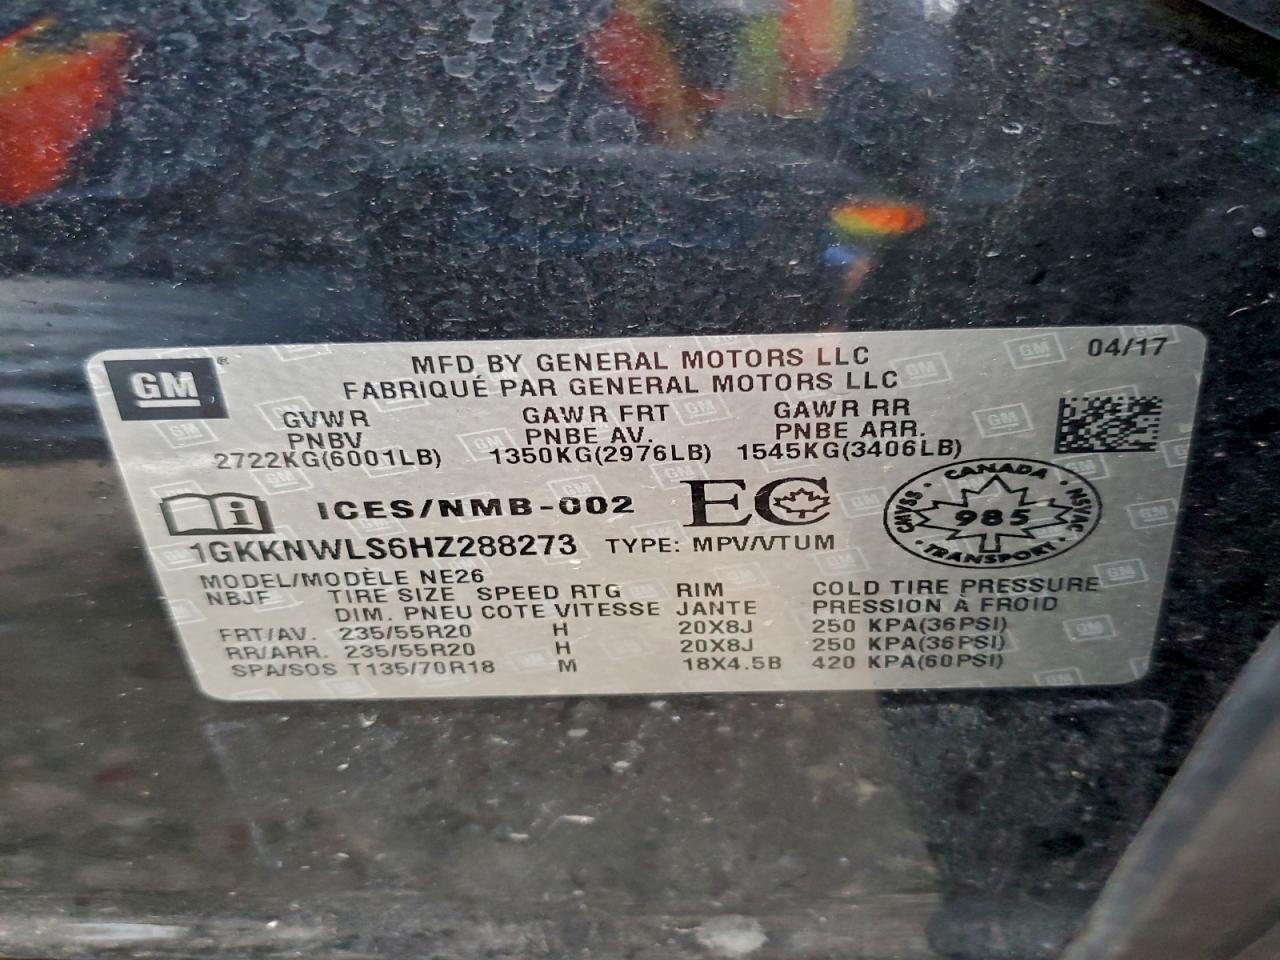 GM
MFD BY GENERAL MOTORS LLC
04/17
FABRIQUÉ PAR GENERAL MOTORS LLC
GVWR GAWR FRT GAWR RR
PNBV PNBE AV. PNBE ARR.
2722KG(6001LB) 1350KG(2976LB) 1545KG(3406LB)
i ICES/NMB-002 EC
CANADA
CMVSS 985 NSVAC
TRANSPORT
1GKKNWLS6HZ288273 TYPE: MPV/VTUM
MODEL/MODÈLE NE26
NBJF TIRE SIZE SPEED RTG RIM COLD TIRE PRESSURE
DIM. PNEU COTE VITESSE JANTE PRESSION À FROID
FRT/AV. 235/55R20 H 20X8J 250 KPA(36PSI)
RR/ARR. 235/55R20 H 20X8J 250 KPA(36PSI)
SPA/SOS T135/70R18 M 18X4.5B 420 KPA(60PSI)